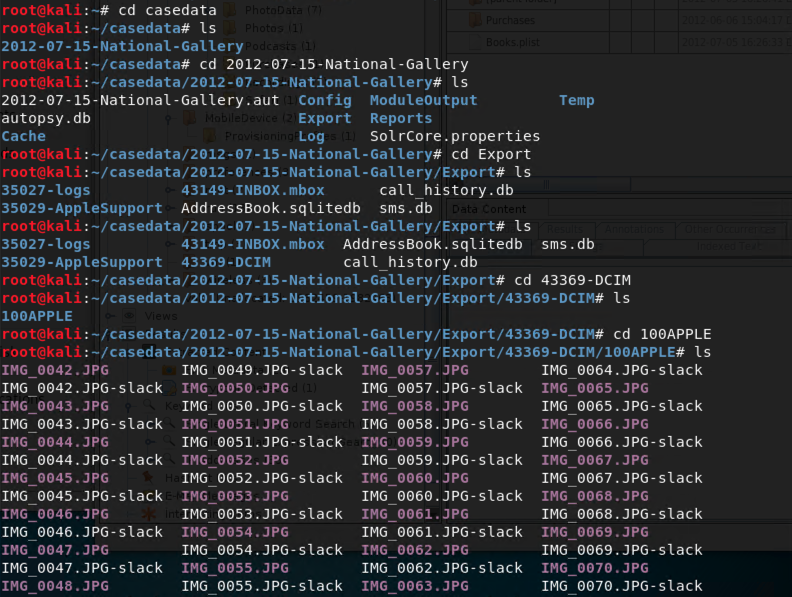 root@kali:~# cd casedata
root@kali:~/casedata# ls
2012-07-15-National-Gallery
root@kali:~/casedata# cd 2012-07-15-National-Gallery
root@kali:~/casedata/2012-07-15-National-Gallery# ls
2012-07-15-National-Gallery.aut  Config  ModuleOutput         Temp
autopsy.db                       Export  Reports
Cache                            Log     SolrCore.properties
root@kali:~/casedata/2012-07-15-National-Gallery# cd Export
root@kali:~/casedata/2012-07-15-National-Gallery/Export# ls
35027-logs          43149-INBOX.mbox      call_history.db
35029-AppleSupport  AddressBook.sqlitedb  sms.db
root@kali:~/casedata/2012-07-15-National-Gallery/Export# ls
35027-logs          43149-INBOX.mbox  AddressBook.sqlitedb  sms.db
35029-AppleSupport  43369-DCIM        call_history.db
root@kali:~/casedata/2012-07-15-National-Gallery/Export# cd 43369-DCIM
root@kali:~/casedata/2012-07-15-National-Gallery/Export/43369-DCIM# ls
100APPLE
root@kali:~/casedata/2012-07-15-National-Gallery/Export/43369-DCIM# cd 100APPLE
root@kali:~/casedata/2012-07-15-National-Gallery/Export/43369-DCIM/100APPLE# ls
IMG_0042.JPG        IMG_0049.JPG-slack  IMG_0057.JPG        IMG_0064.JPG-slack
IMG_0042.JPG-slack  IMG_0050.JPG        IMG_0057.JPG-slack  IMG_0065.JPG
IMG_0043.JPG        IMG_0050.JPG-slack  IMG_0058.JPG        IMG_0065.JPG-slack
IMG_0043.JPG-slack  IMG_0051.JPG        IMG_0058.JPG-slack  IMG_0066.JPG
IMG_0044.JPG        IMG_0051.JPG-slack  IMG_0059.JPG        IMG_0066.JPG-slack
IMG_0044.JPG-slack  IMG_0052.JPG        IMG_0059.JPG-slack  IMG_0067.JPG
IMG_0045.JPG        IMG_0052.JPG-slack  IMG_0060.JPG        IMG_0067.JPG-slack
IMG_0045.JPG-slack  IMG_0053.JPG        IMG_0060.JPG-slack  IMG_0068.JPG
IMG_0046.JPG        IMG_0053.JPG-slack  IMG_0061.JPG        IMG_0068.JPG-slack
IMG_0046.JPG-slack  IMG_0054.JPG        IMG_0061.JPG-slack  IMG_0069.JPG
IMG_0047.JPG        IMG_0054.JPG-slack  IMG_0062.JPG        IMG_0069.JPG-slack
IMG_0047.JPG-slack  IMG_0055.JPG        IMG_0062.JPG-slack  IMG_0070.JPG
IMG_0048.JPG        IMG_0055.JPG-slack  IMG_0063.JPG        IMG_0070.JPG-slack
PhotoData (7)
Photos (1)
Podcasts (1)
Purchases
Books.plist
MobileDevice (2)
Data Content
Views